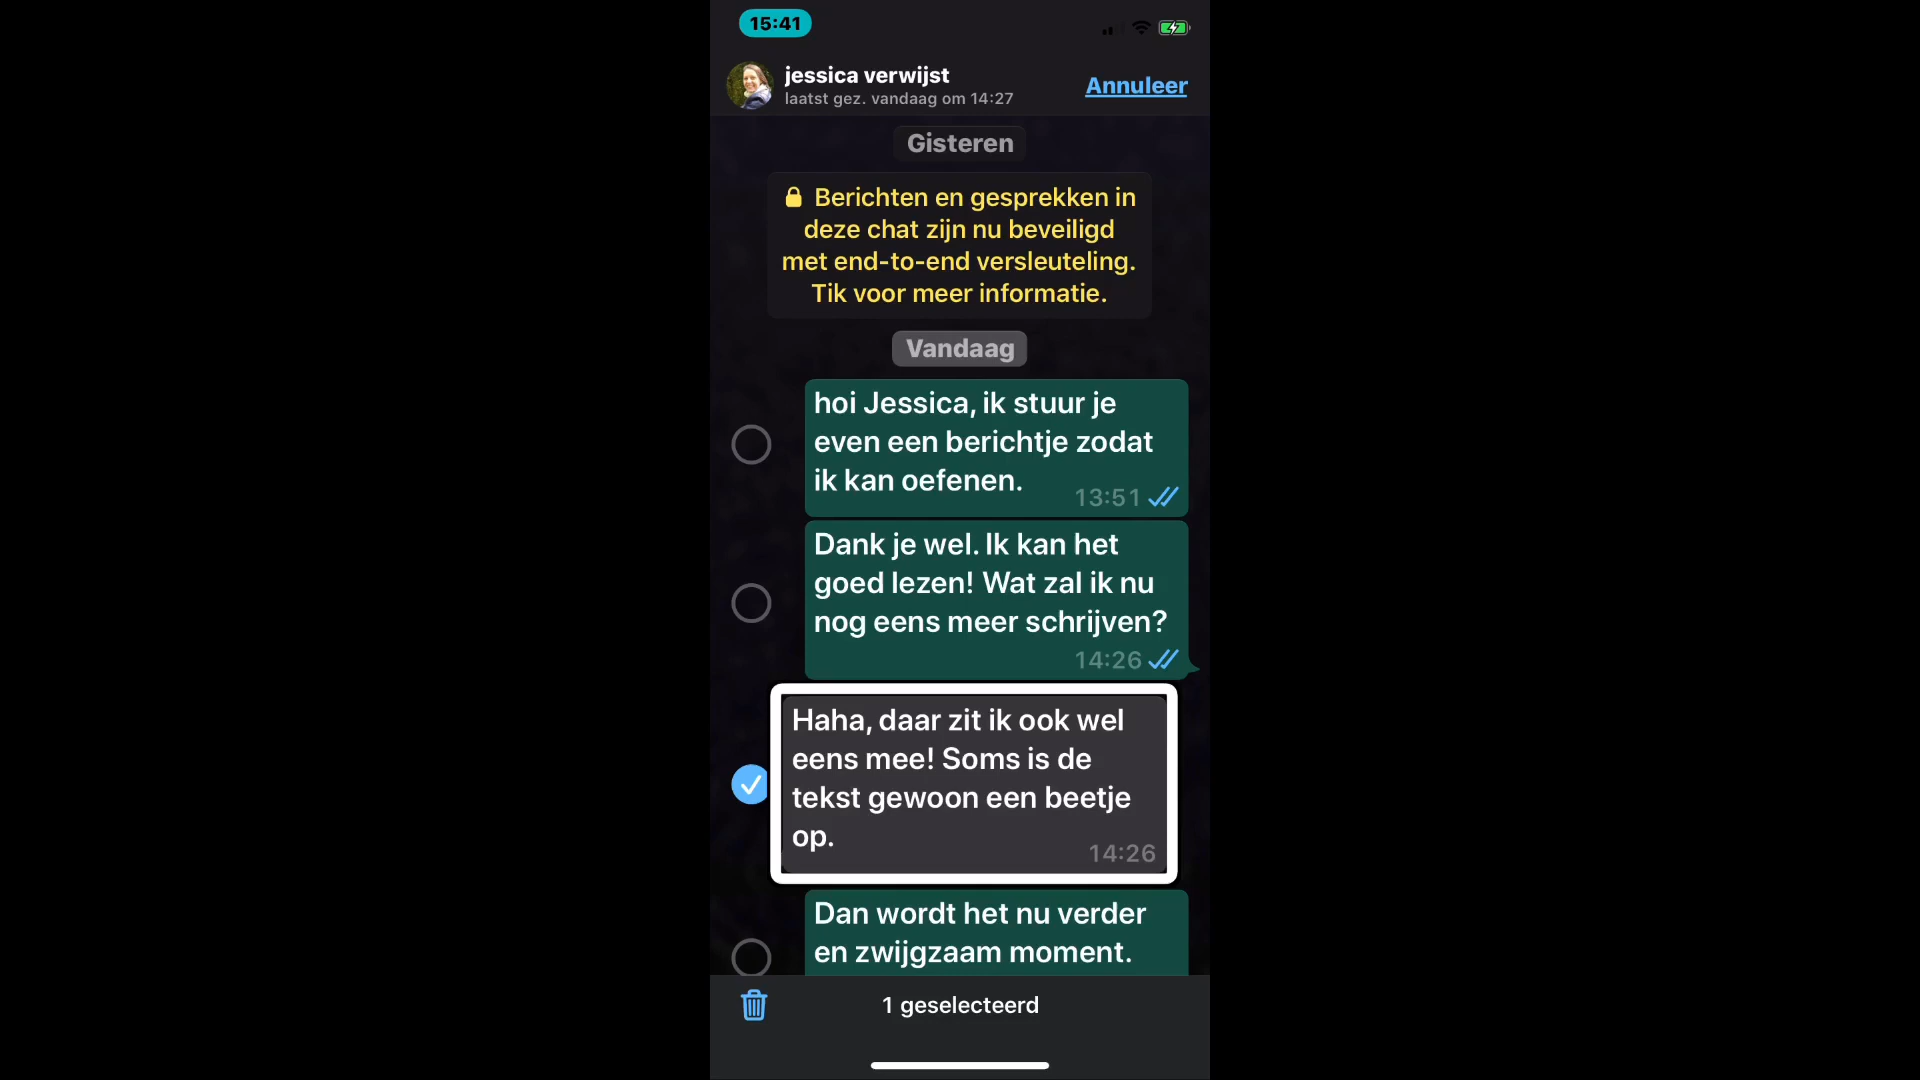 15:41
jessica verwijst
laatst gez. vandaag om 14:27
Annuleer
Gisteren
Berichten en gesprekken in
deze chat zijn nu beveiligd
met end-to-end versleuteling.
Tik voor meer informatie.
Vandaag
hoi Jessica, ik stuur je
even een berichtje zodat
ik kan oefenen.
13:51
Dank je wel. Ik kan het
goed lezen! Wat zal ik nu
nog eens meer schrijven?
14:26
Haha, daar zit ik ook wel
eens mee! Soms is de
tekst gewoon een beetje
op.
14:26
Dan wordt het nu verder
en zwijgzaam moment.
1 geselecteerd